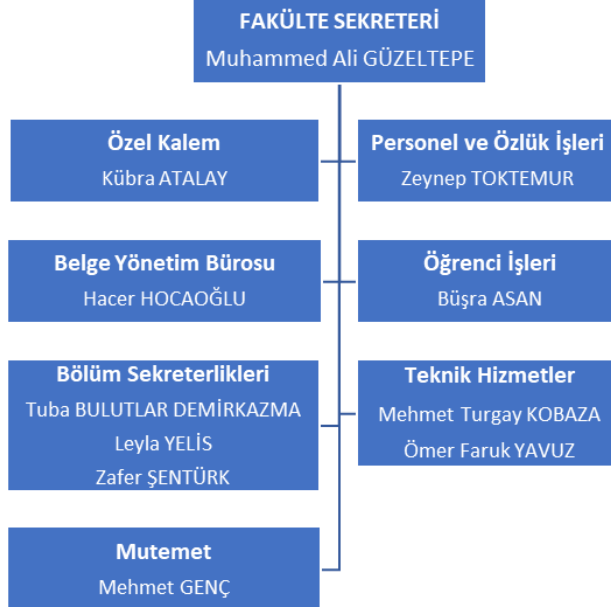 FAKÜLTE SEKRETERİ
Muhammed Ali GÜZELTEPE
Özel Kalem
Kübra ATALAY
Personel ve Özlük İşleri
Zeynep TOKTEMUR
Belge Yönetim Bürosu
Hacer HOCAOĞLU
Öğrenci İşleri
Büşra ASAN
Bölüm Sekreterlikleri
Tuba BULUTLAR DEMİRKAZMA
Leyla YELİS
Zafer ŞENTÜRK
Teknik Hizmetler
Mehmet Turgay KOBAZA
Ömer Faruk YAVUZ
Mutemet
Mehmet GENÇ